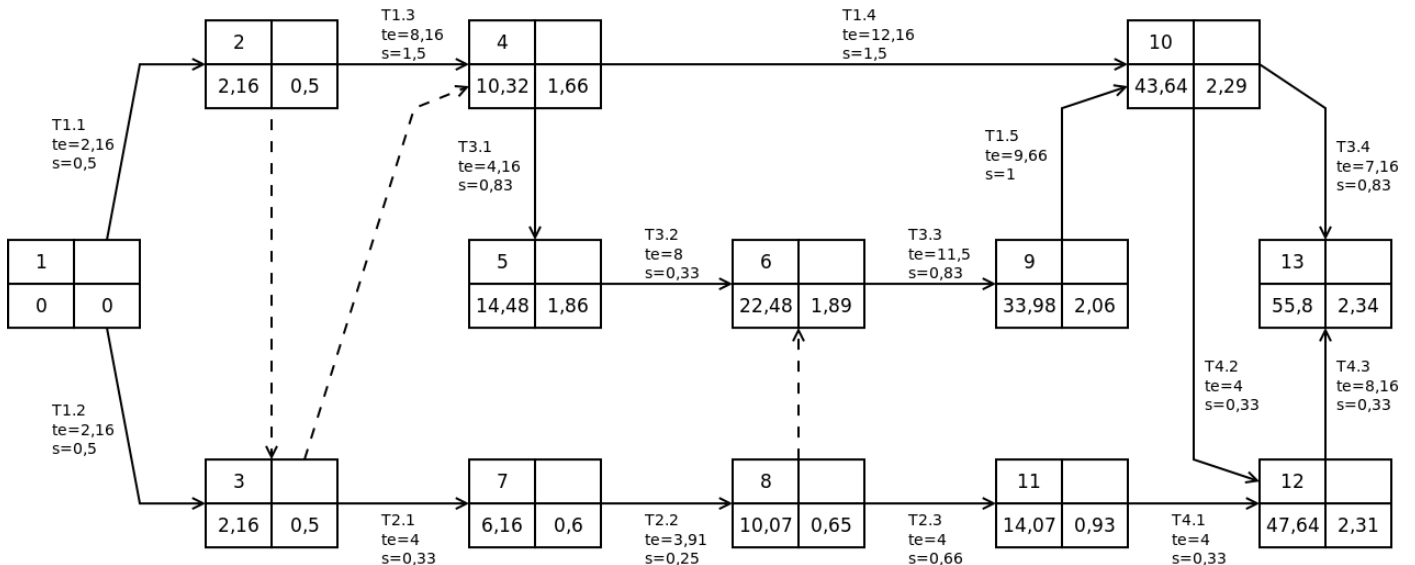 T1.3
te=8,16
s=1,5
T1.4
te=12,16
s=1,5
2
4
10
2,16 0,5
10,32 1,66
43,64 2,29
T1.1
te=2,16
s=0,5
T3.1
te=4,16
s=0,83
T1.5
te=9,66
s=1
T3.4
te=7,16
s=0,83
T3.2
te=8
s=0,33
T3.3
te=11,5
s=0,83
1
0 0
5
14,48 1,86
6
22,48 1,89
9
33,98 2,06
13
55,8 2,34
T1.2
te=2,16
s=0,5
T4.2
te=4
s=0,33
T4.3
te=8,16
s=0,33
3
2,16 0,5
7
6,16 0,6
8
10,07 0,65
11
14,07 0,93
12
47,64 2,31
T2.1
te=4
s=0,33
T2.2
te=3,91
s=0,25
T2.3
te=4
s=0,66
T4.1
te=4
s=0,33